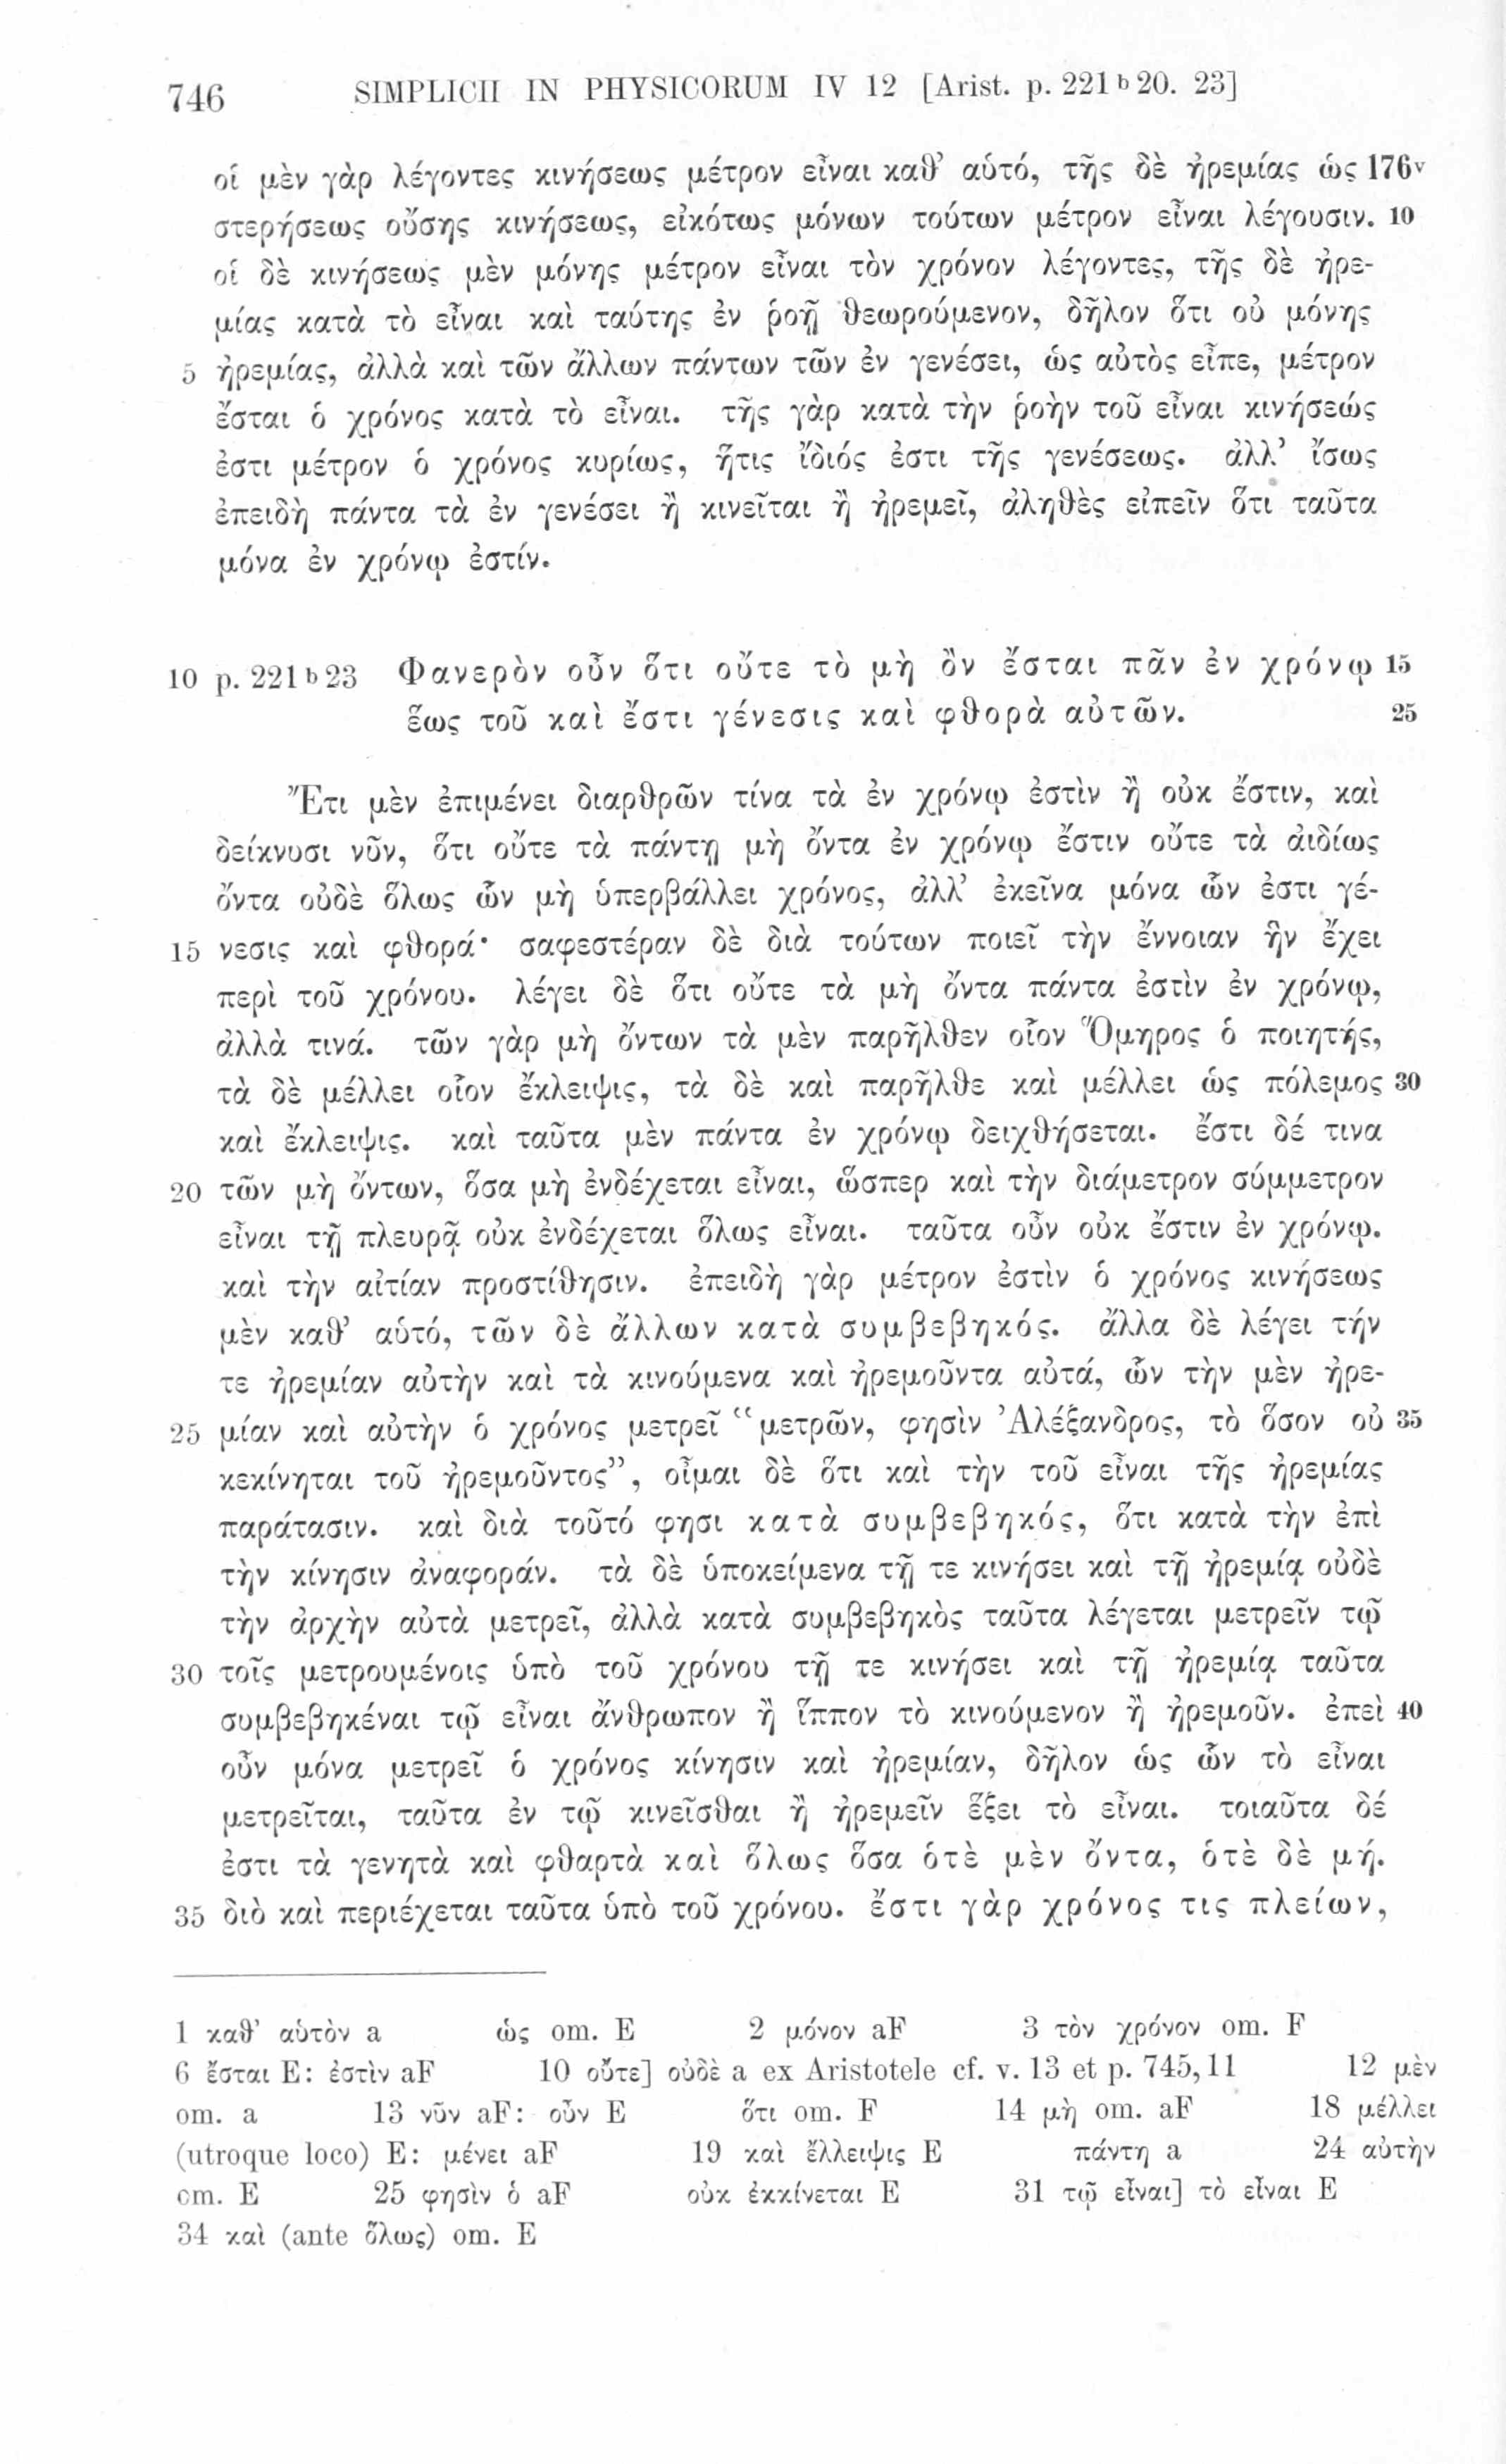 746 SIMPLICII IN PHYSICORUM IV 12 [Arist. p. 221 b 20. 23]
οἱ μὲν γὰρ λέγοντες κινήσεως μέτρον εἶναι καθ’ αὑτό, τῆς δὲ ἠρεμίας ὡς 176v
στερήσεως οὔσης κινήσεως, εἰκότως μόνων τούτων μέτρον εἶναι λέγουσιν. 10
οἱ δὲ κινήσεως μὲν μόνης μέτρον εἶναι τὸν χρόνον λέγοντες, τῆς δὲ ἠρε-
μίας κατὰ τὸ εἶναι καὶ ταύτης ἐν ῥοῇ θεωρούμενον, δῆλον ὅτι οὐ μόνης
5 ἠρεμίας, ἀλλὰ καὶ τῶν ἄλλων πάντων τῶν ἐν γενέσει, ὡς αὐτὸς εἶπε, μέτρον
ἔσται ὁ χρόνος κατὰ τὸ εἶναι. τῆς γὰρ κατὰ τὴν ῥοὴν τοῦ εἶναι κινήσεώς
ἐστι μέτρον ὁ χρόνος κυρίως, ἥτις ἴδιός ἐστι τῆς γενέσεως. ἀλλ’ ἴσως
ἐπειδὴ πάντα τὰ ἐν γενέσει ἢ κινεῖται ἢ ἠρεμεῖ, ἀληθὲς εἰπεῖν ὅτι ταῦτα
μόνα ἐν χρόνῳ ἐστίν.
10 p. 221 b 23 Φανερὸν οὖν ὅτι οὔτε τὸ μὴ ὂν ἔσται πᾶν ἐν χρόνῳ 15
ἕως τοῦ καὶ ἔστι γένεσις καὶ φθορὰ αὐτῶν. 25
Ἔτι μὲν ἐπιμένει διαρθρῶν τίνα τὰ ἐν χρόνῳ ἐστὶν ἢ οὐκ ἔστιν, καὶ
δείκνυσι νῦν, ὅτι οὔτε τὰ πάντῃ μὴ ὄντα ἐν χρόνῳ ἔστιν οὔτε τὰ ἀιδίως
ὄντα οὐδὲ ὅλως ὧν μὴ ὑπερβάλλει χρόνος, ἀλλ’ ἐκεῖνα μόνα ὧν ἐστι γέ-
15 νεσις καὶ φθορά· σαφεστέραν δὲ διὰ τούτων ποιεῖ τὴν ἔννοιαν ἣν ἔχει
περὶ τοῦ χρόνου. λέγει δὲ ὅτι οὔτε τὰ μὴ ὄντα πάντα ἐστὶν ἐν χρόνῳ,
ἀλλὰ τινά. τῶν γὰρ μὴ ὄντων τὰ μὲν παρῆλθεν οἷον Ὅμηρος ὁ ποιητής,
τὰ δὲ μέλλει οἷον ἔκλειψις, τὰ δὲ καὶ παρῆλθε καὶ μέλλει ὡς πόλεμος 30
καὶ ἔκλειψις. καὶ ταῦτα μὲν πάντα ἐν χρόνῳ δειχθήσεται. ἔστι δέ τινα
20 τῶν μὴ ὄντων, ὅσα μὴ ἐνδέχεται εἶναι, ὥσπερ καὶ τὴν διάμετρον σύμμετρον
εἶναι τῇ πλευρᾷ οὐκ ἐνδέχεται ὅλως εἶναι. ταῦτα οὖν οὐκ ἔστιν ἐν χρόνῳ.
καὶ τὴν αἰτίαν προστίθησιν. ἐπειδὴ γὰρ μέτρον ἐστὶν ὁ χρόνος κινήσεως
μὲν καθ’ αὑτό, τῶν δὲ ἄλλων κατὰ συμβεβηκός. ἄλλα δὲ λέγει τήν
τε ἠρεμίαν αὐτὴν καὶ τὰ κινούμενα καὶ ἠρεμοῦντα αὐτά, ὧν τὴν μὲν ἠρε-
25 μίαν καὶ αὐτὴν ὁ χρόνος μετρεῖ “μετρῶν, φησὶν Ἀλέξανδρος, τὸ ὅσον οὐ 35
κεκίνηται τοῦ ἠρεμοῦντος”, οἶμαι δὲ ὅτι καὶ τὴν τοῦ εἶναι τῆς ἠρεμίας
παράτασιν. καὶ διὰ τοῦτό φησι κατὰ συμβεβηκός, ὅτι κατὰ τὴν ἐπὶ
τὴν κίνησιν ἀναφοράν. τὰ δὲ ὑποκείμενα τῇ τε κινήσει καὶ τῇ ἠρεμίᾳ οὐδὲ
τὴν ἀρχὴν αὐτὰ μετρεῖ, ἀλλὰ κατὰ συμβεβηκὸς ταῦτα λέγεται μετρεῖν τῷ
30 τοῖς μετρουμένοις ὑπὸ τοῦ χρόνου τῇ τε κινήσει καὶ τῇ ἠρεμίᾳ ταῦτα
συμβεβηκέναι τῷ εἶναι ἄνθρωπον ἢ ἵππον τὸ κινούμενον ἢ ἠρεμοῦν. ἐπεὶ 40
οὖν μόνα μετρεῖ ὁ χρόνος κίνησιν καὶ ἠρεμίαν, δῆλον ὡς ὧν τὸ εἶναι
μετρεῖται, ταῦτα ἐν τῷ κινεῖσθαι ἢ ἠρεμεῖν ἕξει τὸ εἶναι. τοιαῦτα δέ
ἐστι τὰ γενητὰ καὶ φθαρτὰ καὶ ὅλως ὅσα ὁτὲ μὲν ὄντα, ὁτὲ δὲ μή.
35 διὸ καὶ περιέχεται ταῦτα ὑπὸ τοῦ χρόνου. ἔστι γὰρ χρόνος τις πλείων,
1 καθ’ αὑτὸν a ὡς om. E 2 μόνον aF 3 τὸν χρόνον om. F
6 ἔσται E: ἐστὶν aF 10 οὔτε] οὐδὲ a ex Aristotele cf. v. 13 et p. 745,11 12 μὲν
om. a 13 νῦν aF: οὖν E ὅτι om. F 14 μὴ om. aF 18 μέλλει
(utroque loco) E: μένει aF 19 καὶ ἔλλειψις E πάντη a 24 αὐτὴν
om. E 25 φησὶν ὁ aF οὐκ ἐκκίνεται E 31 τῷ εἶναι] τὸ εἶναι E
34 καὶ (ante ὅλως) om. E